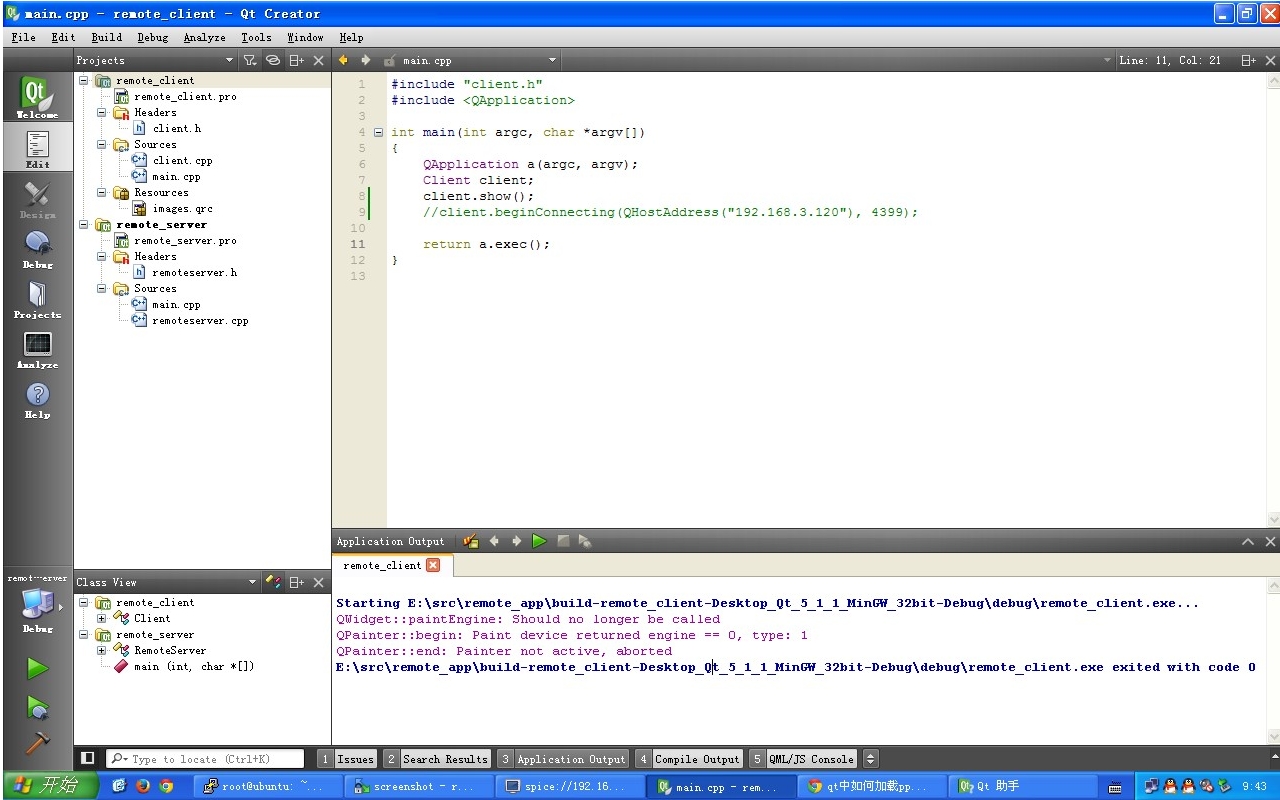 main.cpp - remote_client - Qt Creator
File Edit Build Debug Analyze Tools Window Help
Projects
main.cpp
Line: 11, Col: 21
Welcome
Edit
Design
Debug
Projects
Analyze
Help
remote_client
remote_client.pro
Headers
client.h
Sources
client.cpp
main.cpp
Resources
images.qrc
remote_server
remote_server.pro
Headers
remoteserver.h
Sources
main.cpp
remoteserver.cpp
1 #include "client.h"
2 #include <QApplication>
3
4 int main(int argc, char *argv[])
5 {
6 QApplication a(argc, argv);
7 Client client;
8 client.show();
9 //client.beginConnecting(QHostAddress("192.168.3.120"), 4399);
10
11 return a.exec();
12 }
13
remot···erver
Debug
Class View
remote_client
Client
remote_server
RemoteServer
main (int, char *[])
Application Output
remote_client
Starting E:\src\remote_app\build-remote_client-Desktop_Qt_5_1_1_MinGW_32bit-Debug\debug\remote_client.exe...
QWidget::paintEngine: Should no longer be called
QPainter::begin: Paint device returned engine == 0, type: 1
QPainter::end: Painter not active, aborted
E:\src\remote_app\build-remote_client-Desktop_Qt_5_1_1_MinGW_32bit-Debug\debug\remote_client.exe exited with code 0
Type to locate (Ctrl+K)
1 Issues
2 Search Results
3 Application Output
4 Compile Output
5 QML/JS Console
开始
root@ubuntu: ~...
screenshot - r...
spice://192.16...
main.cpp - rem...
qt中如何加载pp...
Qt 助手
9:43